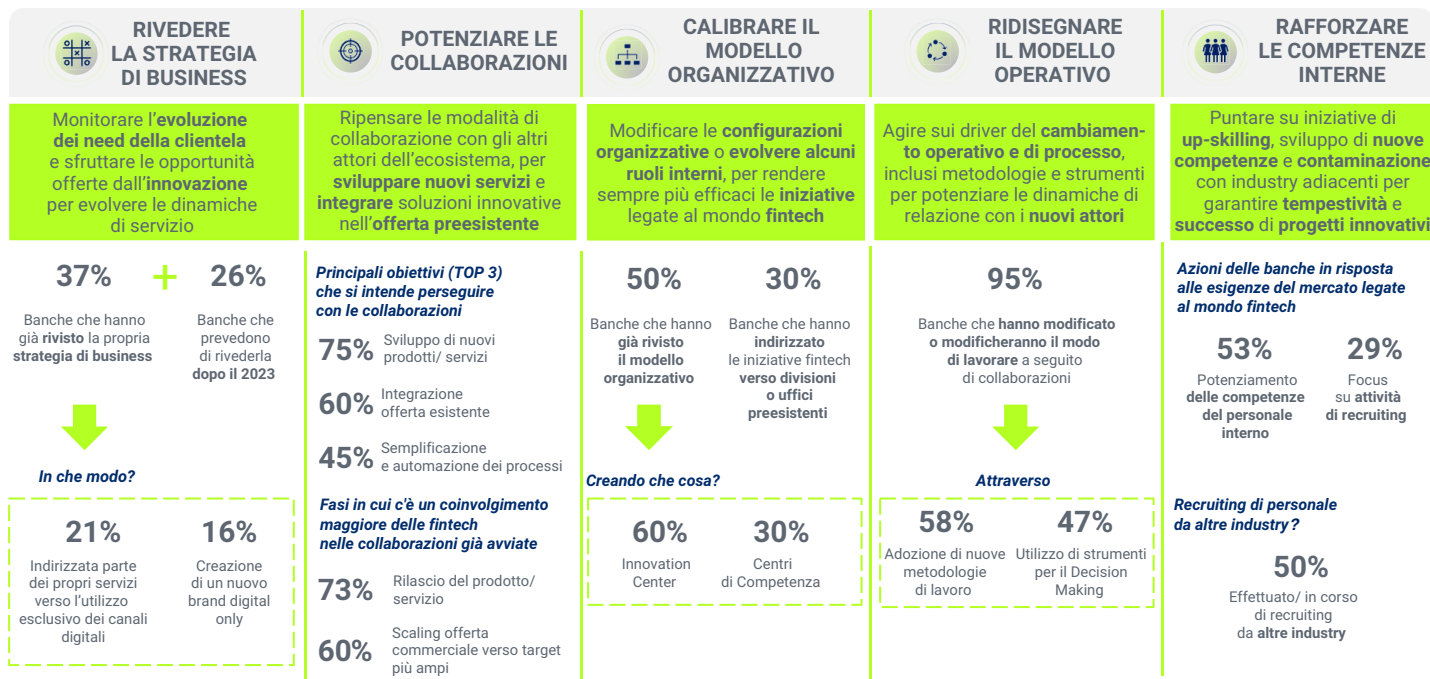 RIVEDERE
LA STRATEGIA
DI BUSINESS
Monitorare l’evoluzione
dei need della clientela
e sfruttare le opportunità
offerte dall’innovazione
per evolvere le dinamiche
di servizio
37%
+
26%
Banche che hanno
già rivisto la propria
strategia di business
Banche che
prevedono
di rivederla
dopo il 2023
In che modo?
21%
Indirizzata parte
dei propri servizi
verso l’utilizzo
esclusivo dei canali
digitali
16%
Creazione
di un nuovo
brand digital
only
POTENZIARE LE
COLLABORAZIONI
Ripensare le modalità di
collaborazione con gli altri
attori dell’ecosistema, per
sviluppare nuovi servizi e
integrare soluzioni innovative
nell’offerta preesistente
Principali obiettivi (TOP 3)
che si intende perseguire
con le collaborazioni
75%
Sviluppo di nuovi
prodotti/ servizi
60%
Integrazione
offerta esistente
45%
Semplificazione
e automazione dei processi
Fasi in cui c'è un coinvolgimento
maggiore delle fintech
nelle collaborazioni già avviate
73%
Rilascio del prodotto/
servizio
60%
Scaling offerta
commerciale verso target
più ampi
CALIBRARE IL
MODELLO
ORGANIZZATIVO
Modificare le configurazioni
organizzative o evolvere alcuni
ruoli interni, per rendere
sempre più efficaci le iniziative
legate al mondo fintech
50%
Banche che hanno
già rivisto
il modello
organizzativo
30%
Banche che hanno
indirizzato
le iniziative fintech
verso divisioni
o uffici
preesistenti
Creando che cosa?
60%
Innovation
Center
30%
Centri
di Competenza
RIDISEGNARE
IL MODELLO
OPERATIVO
Agire sui driver del cambiamen-
to operativo e di processo,
inclusi metodologie e strumenti
per potenziare le dinamiche di
relazione con i nuovi attori
95%
Banche che hanno modificato
o modificheranno il modo
di lavorare a seguito
di collaborazioni
Attraverso
58%
Adozione di nuove
metodologie
di lavoro
47%
Utilizzo di strumenti
per il Decision
Making
RAFFORZARE
LE COMPETENZE
INTERNE
Puntare su iniziative di
up-skilling, sviluppo di nuove
competenze e contaminazione
con industry adiacenti per
garantire tempestività e
successo di progetti innovativi
Azioni delle banche in risposta
alle esigenze del mercato legate
al mondo fintech
53%
Potenziamento
delle competenze
del personale
interno
29%
Focus
su attività
di recruiting
Recruiting di personale
da altre industry?
50%
Effettuato/ in corso
di recruiting
da altre industry